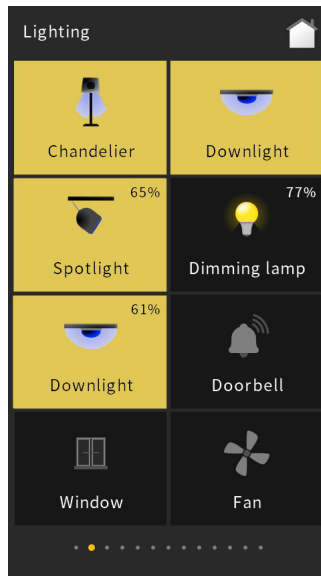 Lighting
Chandelier
Downlight
65%
Spotlight
77%
Dimming lamp
61%
Downlight
Doorbell
Window
Fan